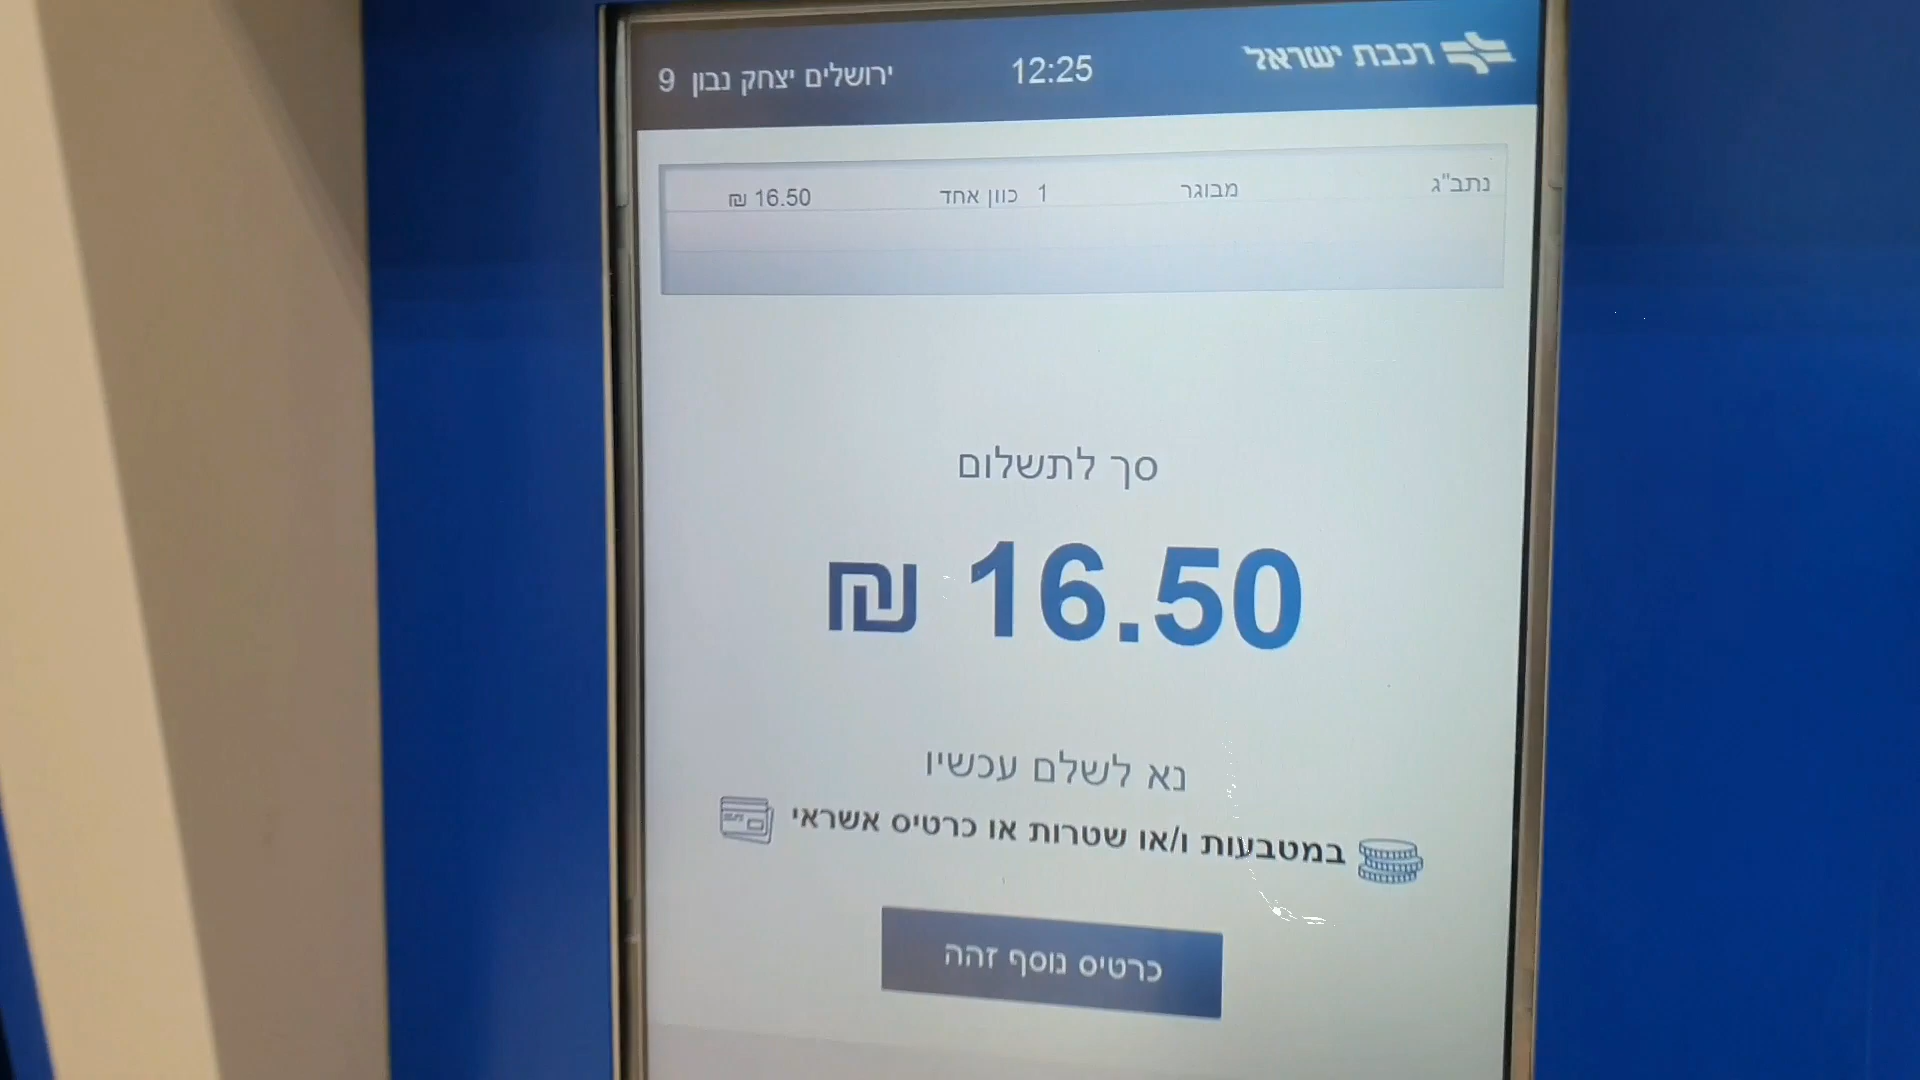 רכבת ישראל 12:25 ירושלים יצחק נבון 9
נתב"ג מבוגר 1 כוון אחד 16.50 ₪
סך לתשלום
16.50 ₪
נא לשלם עכשיו
במטבעות ו/או שטרות או כרטיס אשראי
כרטיס נוסף זהה